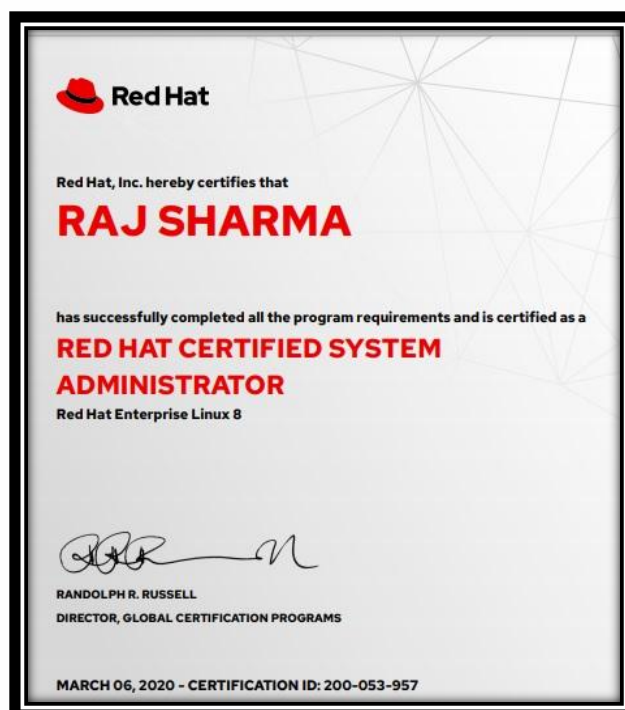 Red Hat
Red Hat, Inc. hereby certifies that
RAJ SHARMA
has successfully completed all the program requirements and is certified as a
RED HAT CERTIFIED SYSTEM
ADMINISTRATOR
Red Hat Enterprise Linux 8
RANDOLPH R. RUSSELL
DIRECTOR, GLOBAL CERTIFICATION PROGRAMS
MARCH 06, 2020 - CERTIFICATION ID: 200-053-957